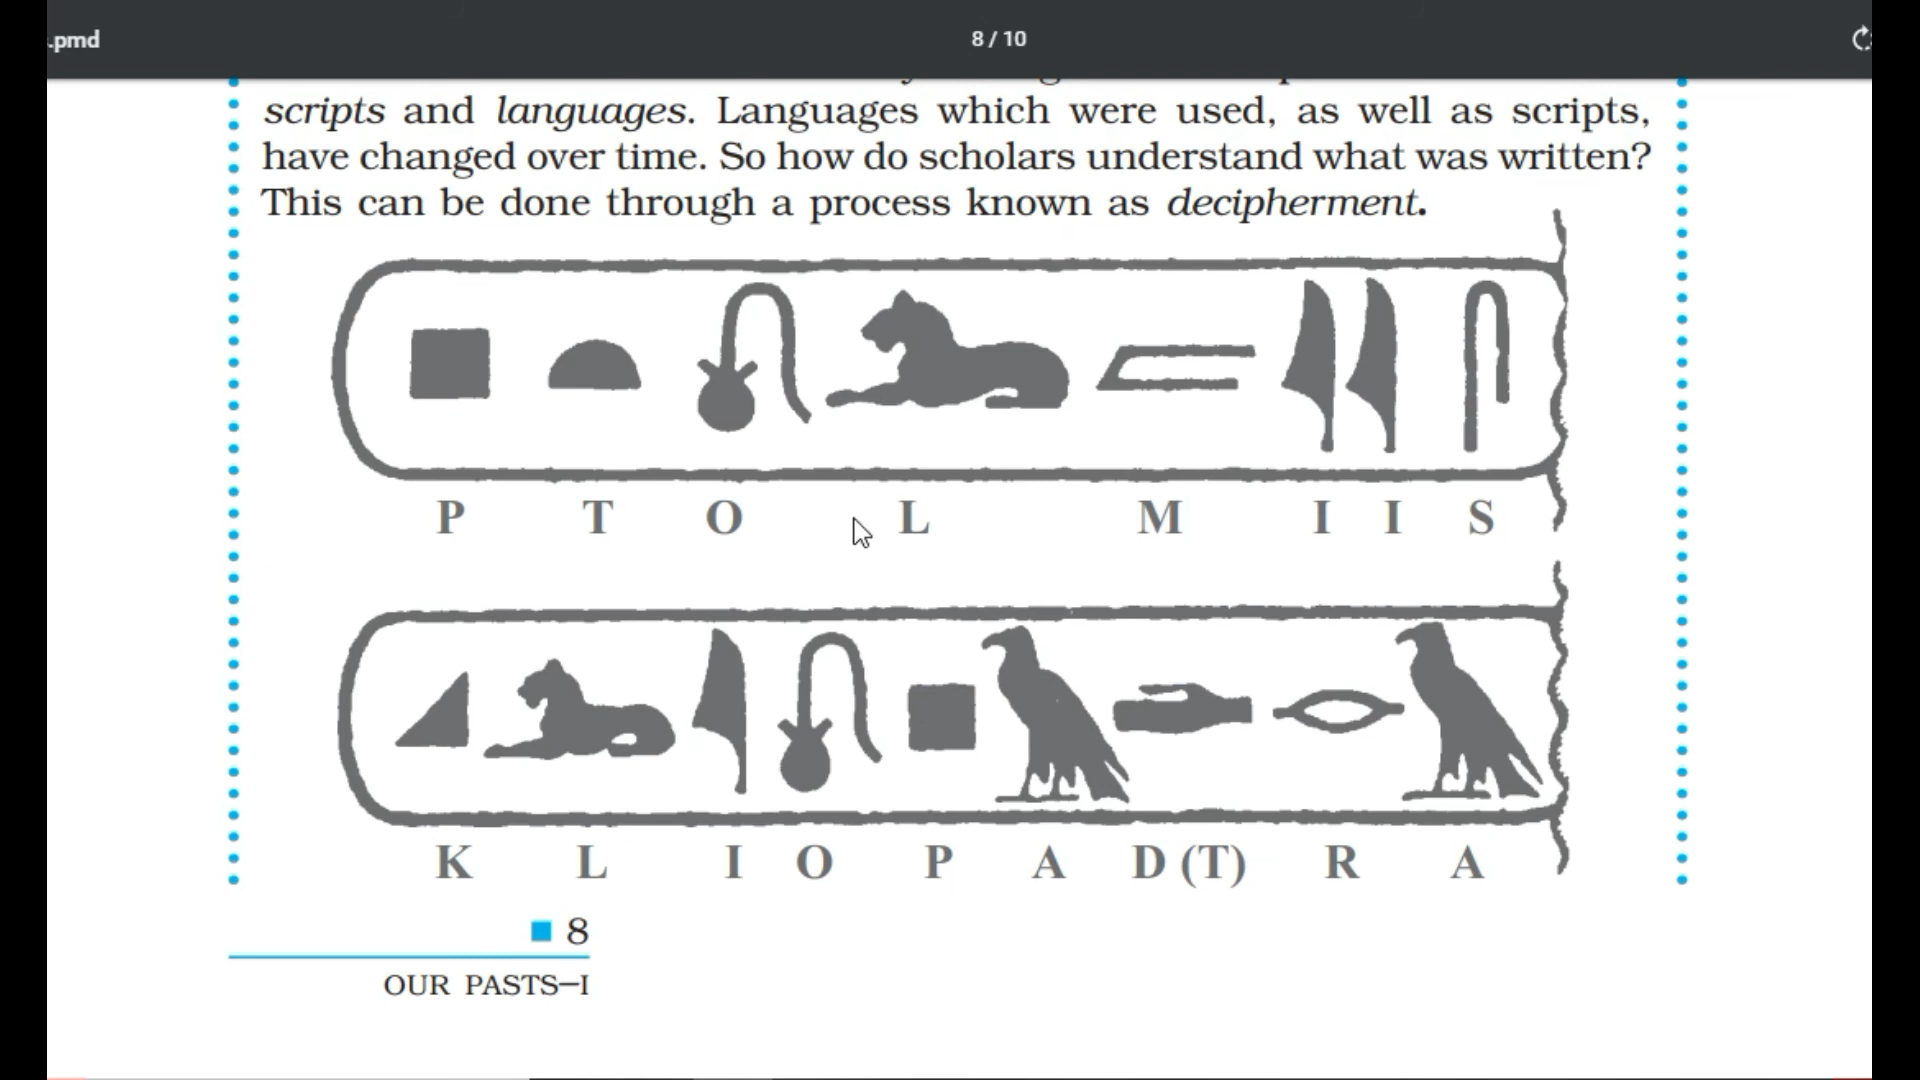 .pmd
8 / 10
scripts and languages. Languages which were used, as well as scripts,
have changed over time. So how do scholars understand what was written?
This can be done through a process known as decipherment.
P T O L M I I S
K L I O P A D (T) R A
8
OUR PASTS–I